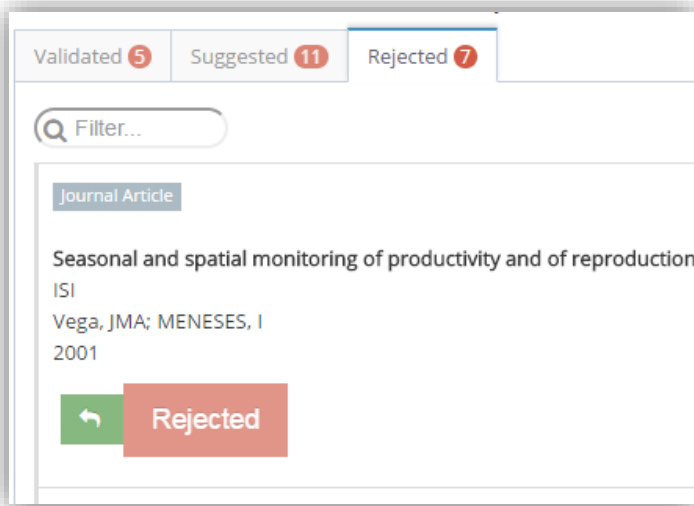 Validated 5 Suggested 11 Rejected 7
Filter...
Journal Article
Seasonal and spatial monitoring of productivity and of reproduction
ISI
Vega, JMA; MENESES, I
2001
Rejected